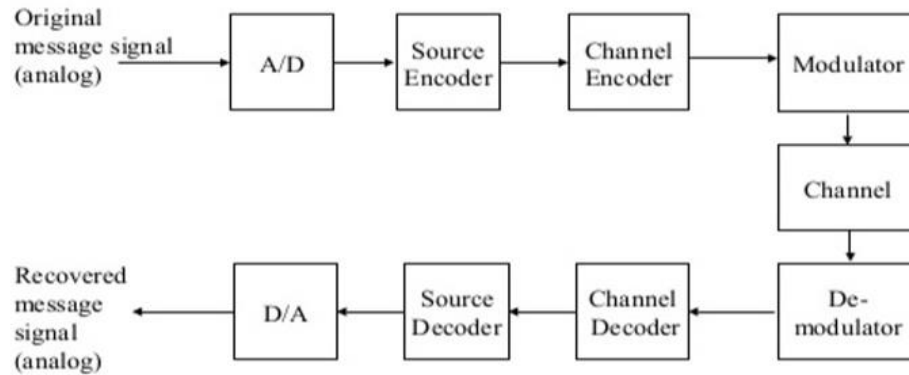 Original
message signal
(analog)
A/D
Source
Encoder
Channel
Encoder
Modulator
Channel
Recovered
message
signal
(analog)
D/A
Source
Decoder
Channel
Decoder
De-
modulator